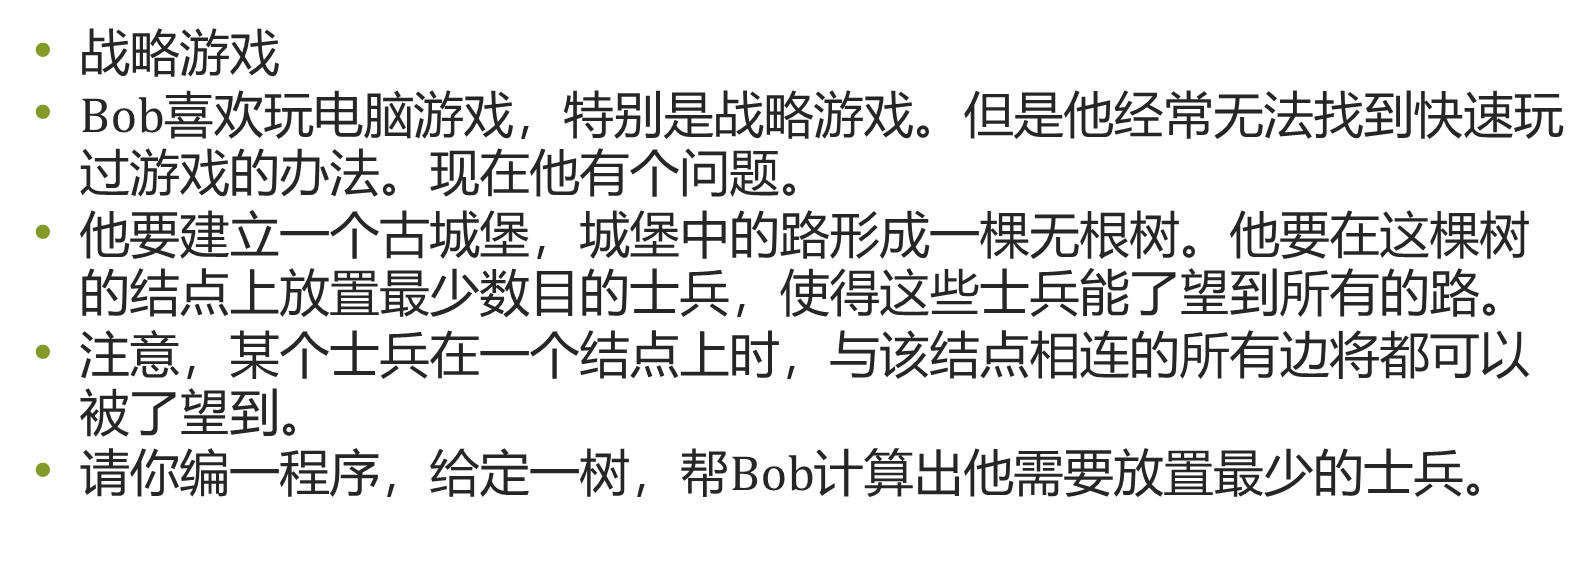 • 战略游戏
• Bob喜欢玩电脑游戏，特别是战略游戏。但是他经常无法找到快速玩
过游戏的办法。现在他有个问题。
• 他要建立一个古城堡，城堡中的路形成一棵无根树。他要在这棵树
的结点上放置最少数目的士兵，使得这些士兵能了望到所有的路。
• 注意，某个士兵在一个结点上时，与该结点相连的所有边将都可以
被了望到。
• 请你编一程序，给定一树，帮Bob计算出他需要放置最少的士兵。